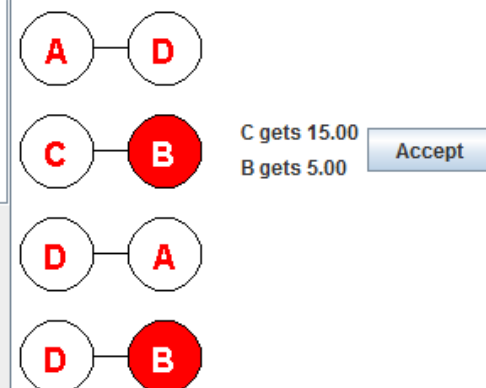 A D
C B
C gets 15.00
B gets 5.00
Accept
D A
D B